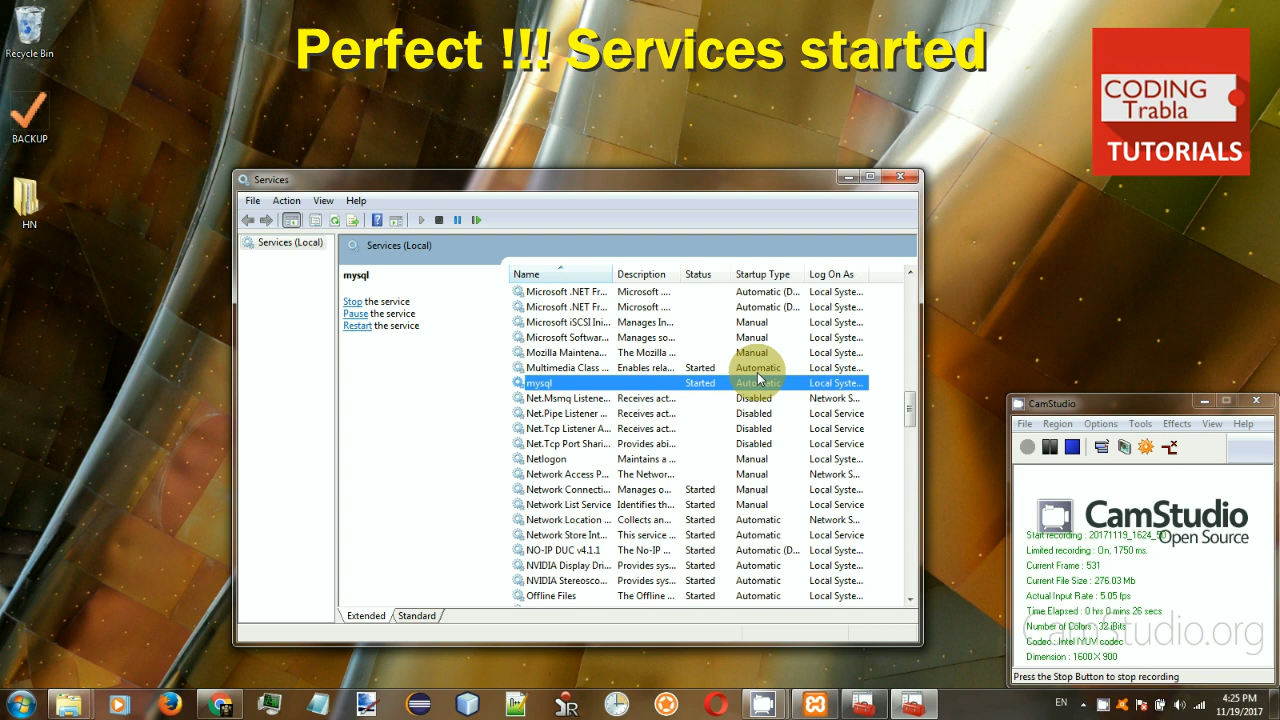 Perfect !!! Services started
Recycle Bin
BACKUP
HN
CODING
Trabla
TUTORIALS
Services
File Action View Help
Services (Local)
Services (Local)
mysql
Stop the service
Pause the service
Restart the service
Name Description Status Startup Type Log On As
Microsoft .NET Fr... Microsoft .... Automatic (D... Local Syste...
Microsoft .NET Fr... Microsoft .... Automatic (D... Local Syste...
Microsoft iSCSI Ini... Manages In... Manual Local Syste...
Microsoft Softwar... Manages so... Manual Local Syste...
Mozilla Maintena... The Mozilla ... Manual Local Syste...
Multimedia Class ... Enables rela... Started Automatic Local Syste...
mysql Started Automatic Local Syste...
Net.Msmq Listene... Receives act... Disabled Network S...
Net.Pipe Listener ... Receives act... Disabled Local Service
Net.Tcp Listener A... Receives act... Disabled Local Service
Net.Tcp Port Shari... Provides abi... Disabled Local Service
Netlogon Maintains a ... Manual Local Syste...
Network Access P... The Networ... Manual Network S...
Network Connecti... Manages o... Started Manual Local Syste...
Network List Service Identifies th... Started Manual Local Service
Network Location ... Collects an... Started Automatic Network S...
Network Store Int... This service ... Started Automatic Local Service
NO-IP DUC v4.1.1 The No-IP ... Started Automatic (D... Local Syste...
NVIDIA Display Dri... Provides sys... Started Automatic Local Syste...
NVIDIA Stereosco... Provides sys... Started Automatic Local Syste...
Offline Files The Offline ... Started Automatic Local Syste...
Extended Standard
CamStudio
File Region Options Tools Effects View Help
CamStudio
Open Source
Start recording : 20171119_1624_
Limited recording : On, 1750 ms.
Current Frame : 531
Current File Size : 276.03 Mb
Actual Input Rate : 5.05 fps
Time Elapsed : 0 hrs 0 mins 26 secs
Number of Colors : 32 Bits
Codec : Intel IYUV codec
Dimension : 1600 X 900
CamStudio.org
Press the Stop Button to stop recording
EN
4:25 PM
11/19/2017